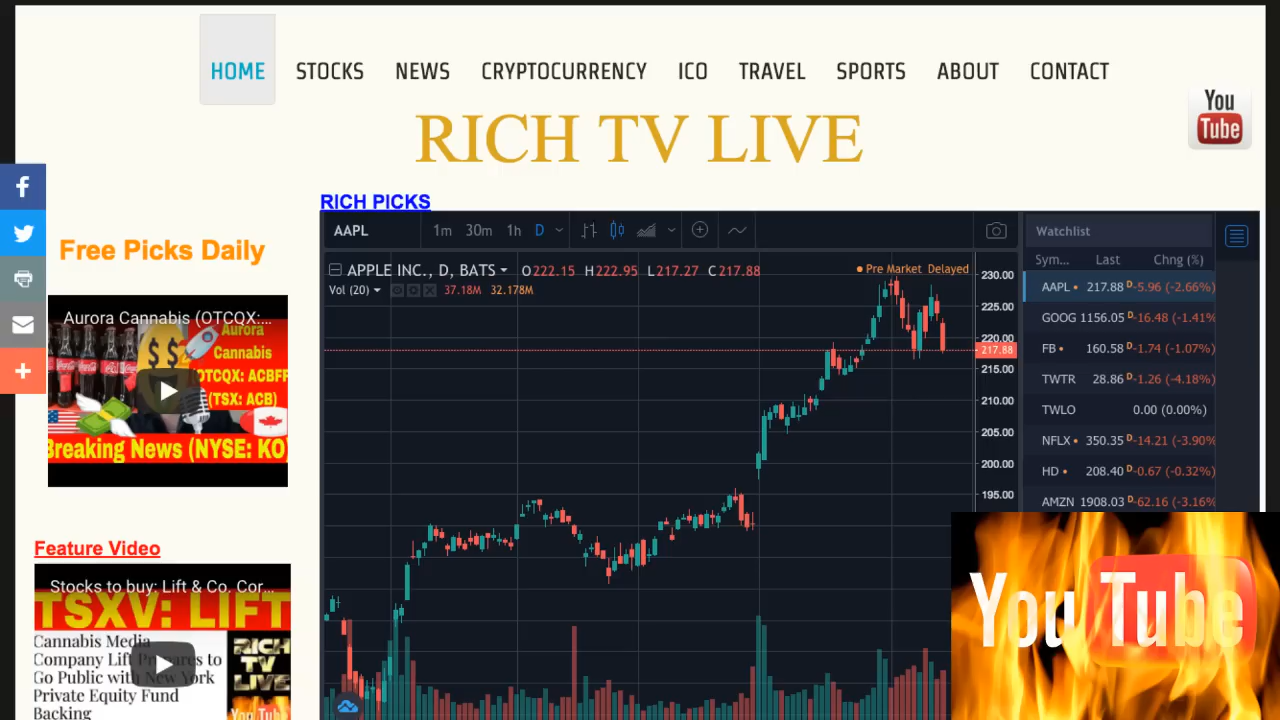 HOME STOCKS NEWS CRYPTOCURRENCY ICO TRAVEL SPORTS ABOUT CONTACT
You
Tube
RICH TV LIVE
RICH PICKS
Free Picks Daily
Aurora Cannabis (OTCQX:...
Aurora
Cannabis
(OTCQX: ACBFF
(TSX: ACB)
Breaking News (NYSE: KO)
Feature Video
Stocks to buy: Lift & Co. Cor...
TSXV: LIFT
Cannabis Media
Company Lift Prepares to
Go Public with New York
Private Equity Fund
Backing
RICH
TV
LIVE
You Tube
AAPL 1m 30m 1h D
APPLE INC., D, BATS O222.15 H222.95 L217.27 C217.88
Pre Market Delayed
Vol (20) 37.18M 32.178M
230.00
225.00
220.00
217.88
215.00
210.00
205.00
200.00
195.00
Watchlist
Sym... Last Chng (%)
AAPL 217.88 D -5.96 (-2.66%)
GOOG 1156.05 D -16.48 (-1.41%
FB 160.58 D -1.74 (-1.07%)
TWTR 28.86 D -1.26 (-4.18%)
TWLO 0.00 (0.00%)
NFLX 350.35 D -14.21 (-3.90%
HD 208.40 D -0.67 (-0.32%)
AMZN 1908.03 D -62.16 (-3.16%
You Tube